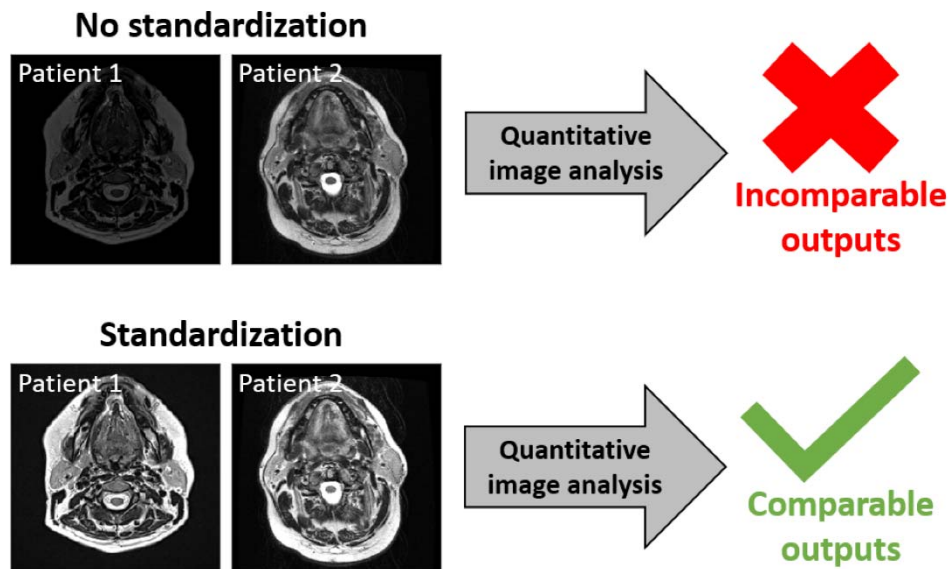 No standardization
Patient 1
Patient 2
Quantitative
image analysis
Incomparable
outputs
Standardization
Patient 1
Patient 2
Quantitative
image analysis
Comparable
outputs